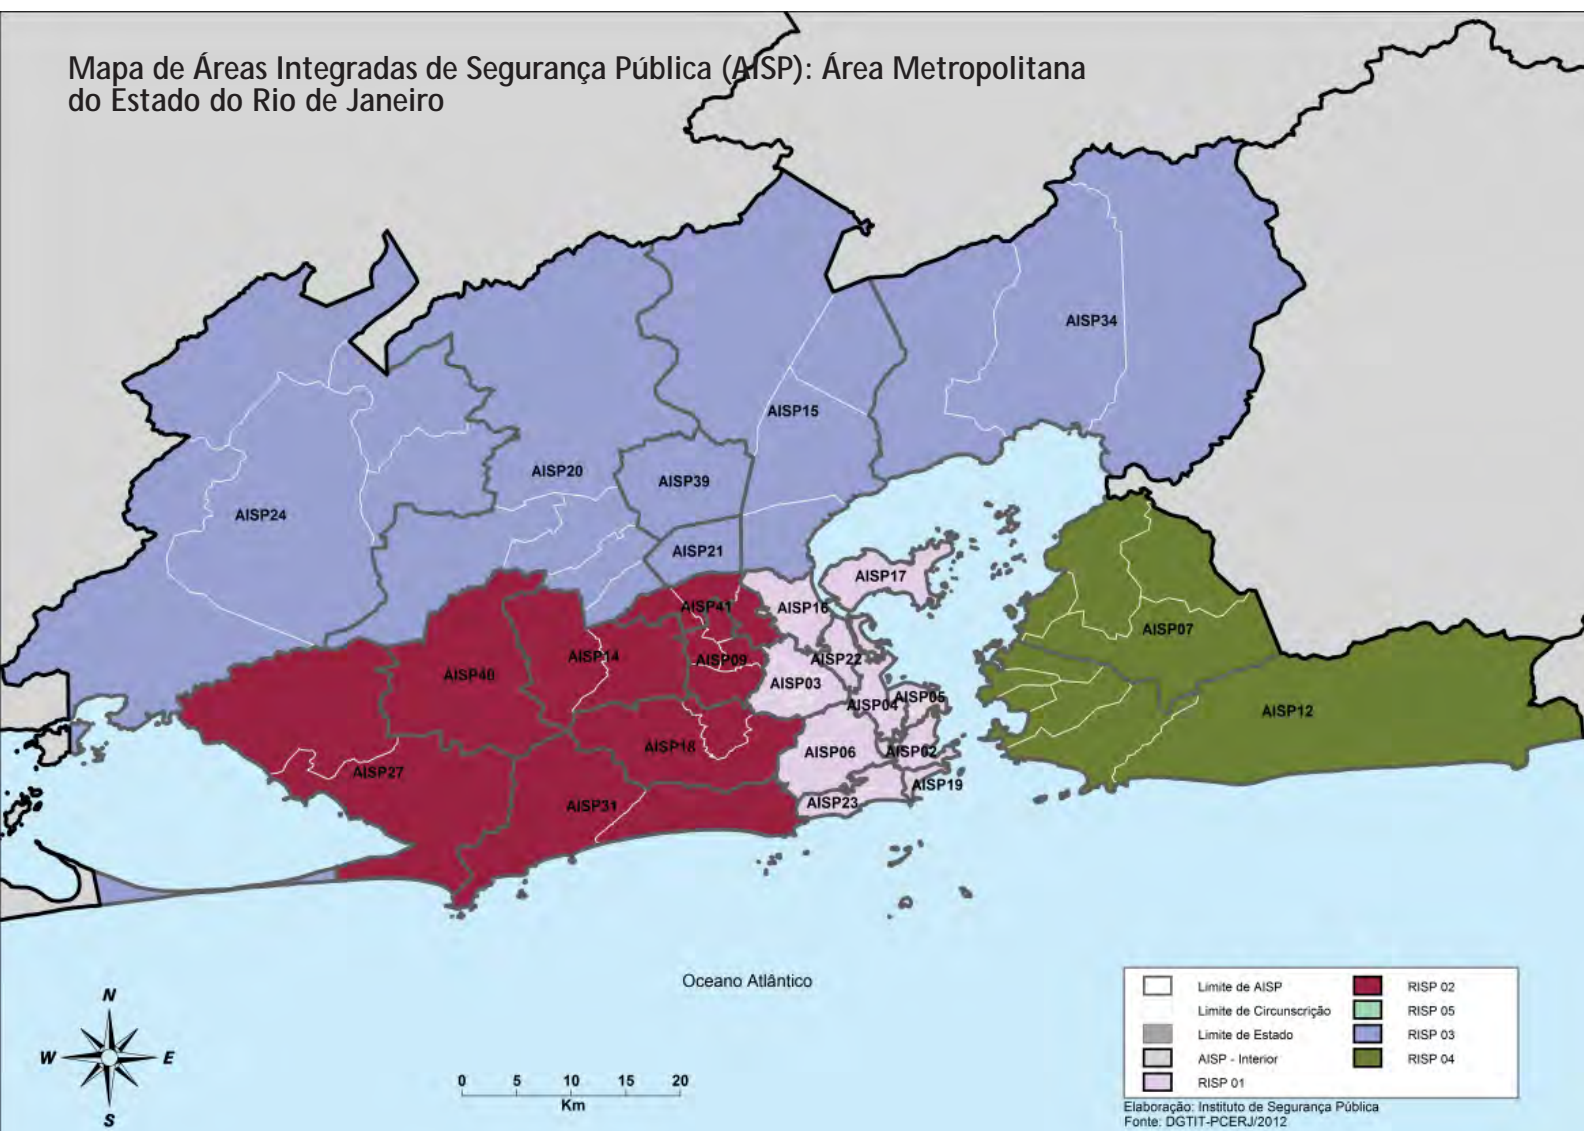 Mapa de Áreas Integradas de Segurança Pública (AISP): Área Metropolitana
do Estado do Rio de Janeiro
AISP34
AISP15
AISP20
AISP39
AISP24
AISP21
AISP17
AISP41
AISP16
AISP07
AISP14
AISP09
AISP22
AISP40
AISP03
AISP05
AISP04
AISP12
AISP18
AISP06
AISP02
AISP27
AISP19
AISP31
AISP23
Oceano Atlântico
N
W
E
S
0 5 10 15 20
Km
Limite de AISP
Limite de Circunscrição
Limite de Estado
AISP - Interior
RISP 01
RISP 02
RISP 05
RISP 03
RISP 04
Elaboração: Instituto de Segurança Pública
Fonte: DGTIT-PCERJ/2012